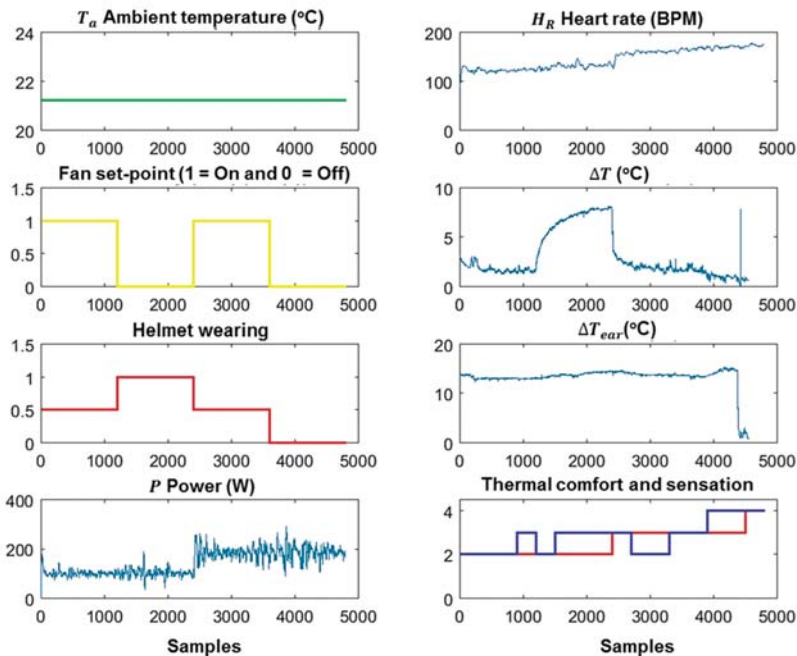 Tₐ Ambient temperature (ºC)
24
22
20
0 1000 2000 3000 4000 5000
H_R Heart rate (BPM)
200
100
0
0 1000 2000 3000 4000 5000
Fan set-point (1 = On and 0 = Off)
1.5
1
0.5
0
0 1000 2000 3000 4000 5000
ΔT (ºC)
10
5
0
0 1000 2000 3000 4000 5000
Helmet wearing
1.5
1
0.5
0
0 1000 2000 3000 4000 5000
ΔT_ear(ºC)
20
10
0
0 1000 2000 3000 4000 5000
P Power (W)
400
200
0
0 1000 2000 3000 4000 5000
Samples
Thermal comfort and sensation
4
2
0
0 1000 2000 3000 4000 5000
Samples